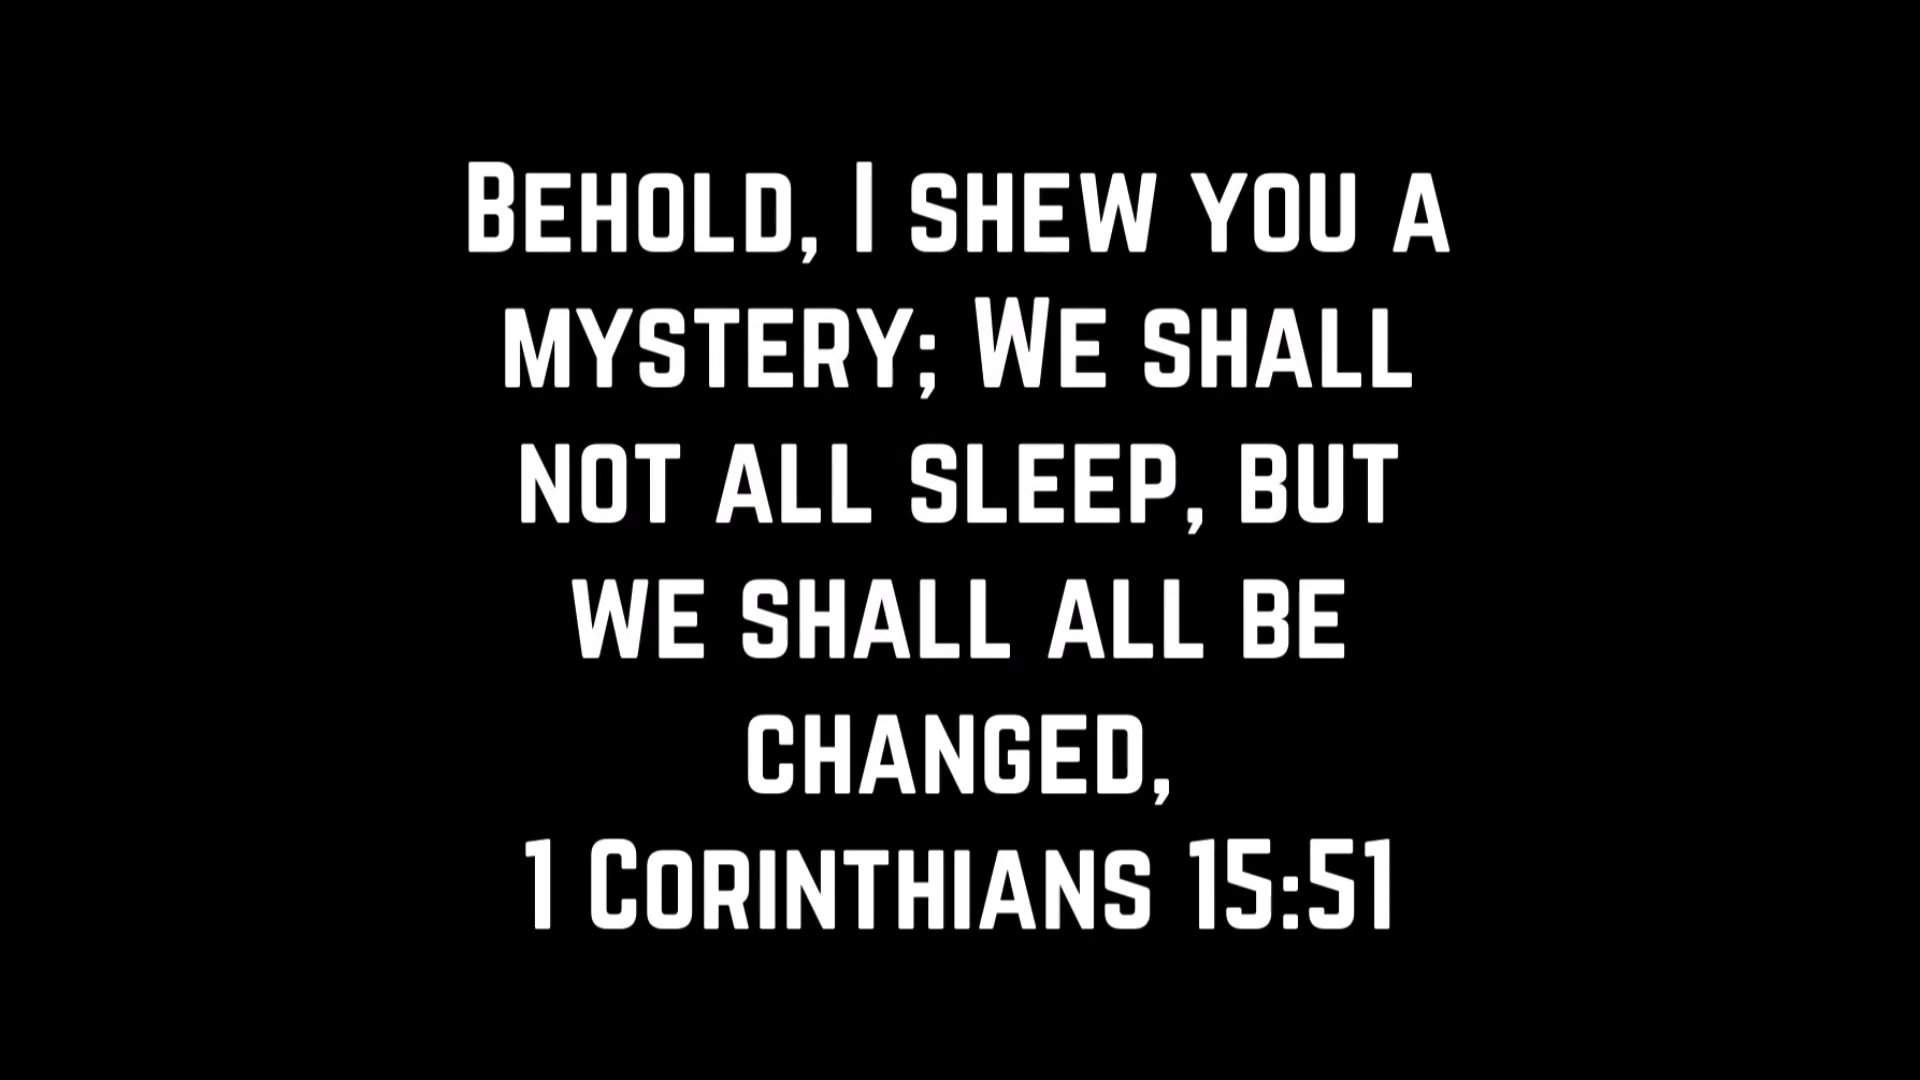 Behold, I shew you a
mystery; We shall
not all sleep, but
we shall all be
changed,
1 Corinthians 15:51